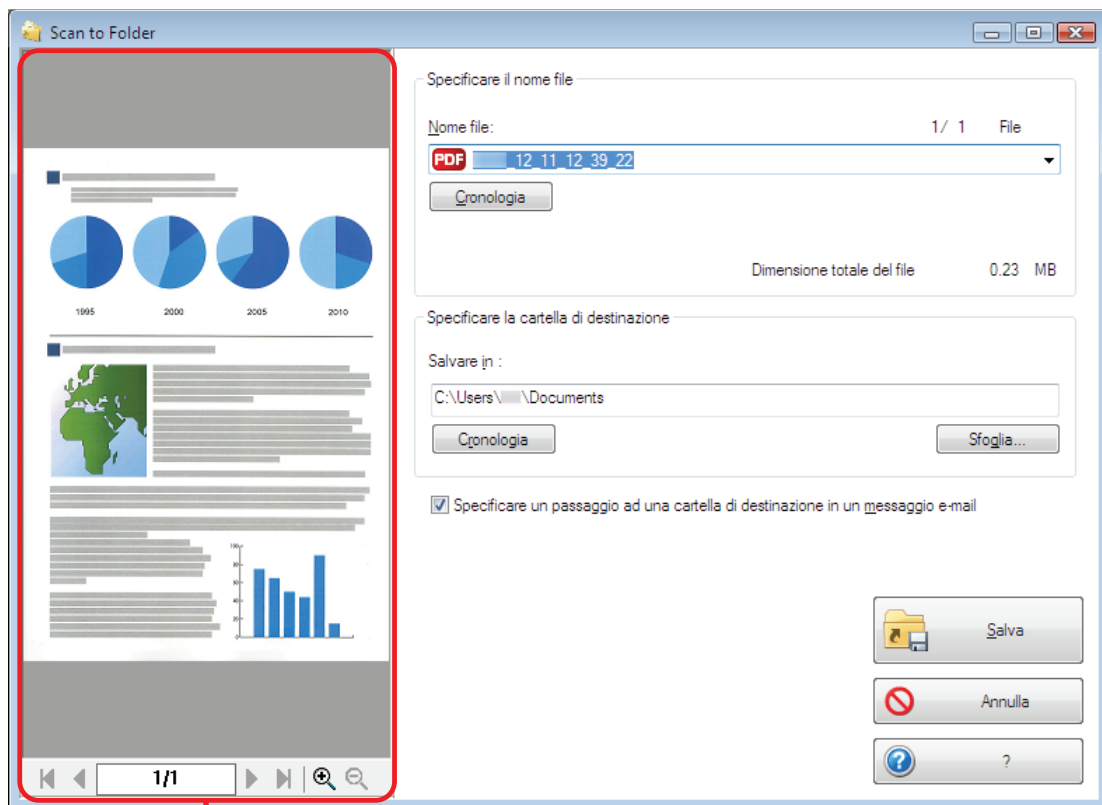 Scan to Folder
Specificare il nome file
Nome file:
1/ 1 File
PDF _12_11_12_39_22
Cronologia
Dimensione totale del file 0.23 MB
Specificare la cartella di destinazione
Salvare in :
C:\Users\ \Documents
Cronologia
Sfoglia...
Specificare un passaggio ad una cartella di destinazione in un messaggio e-mail
Salva
Annulla
?
1995 2000 2005 2010
1/1